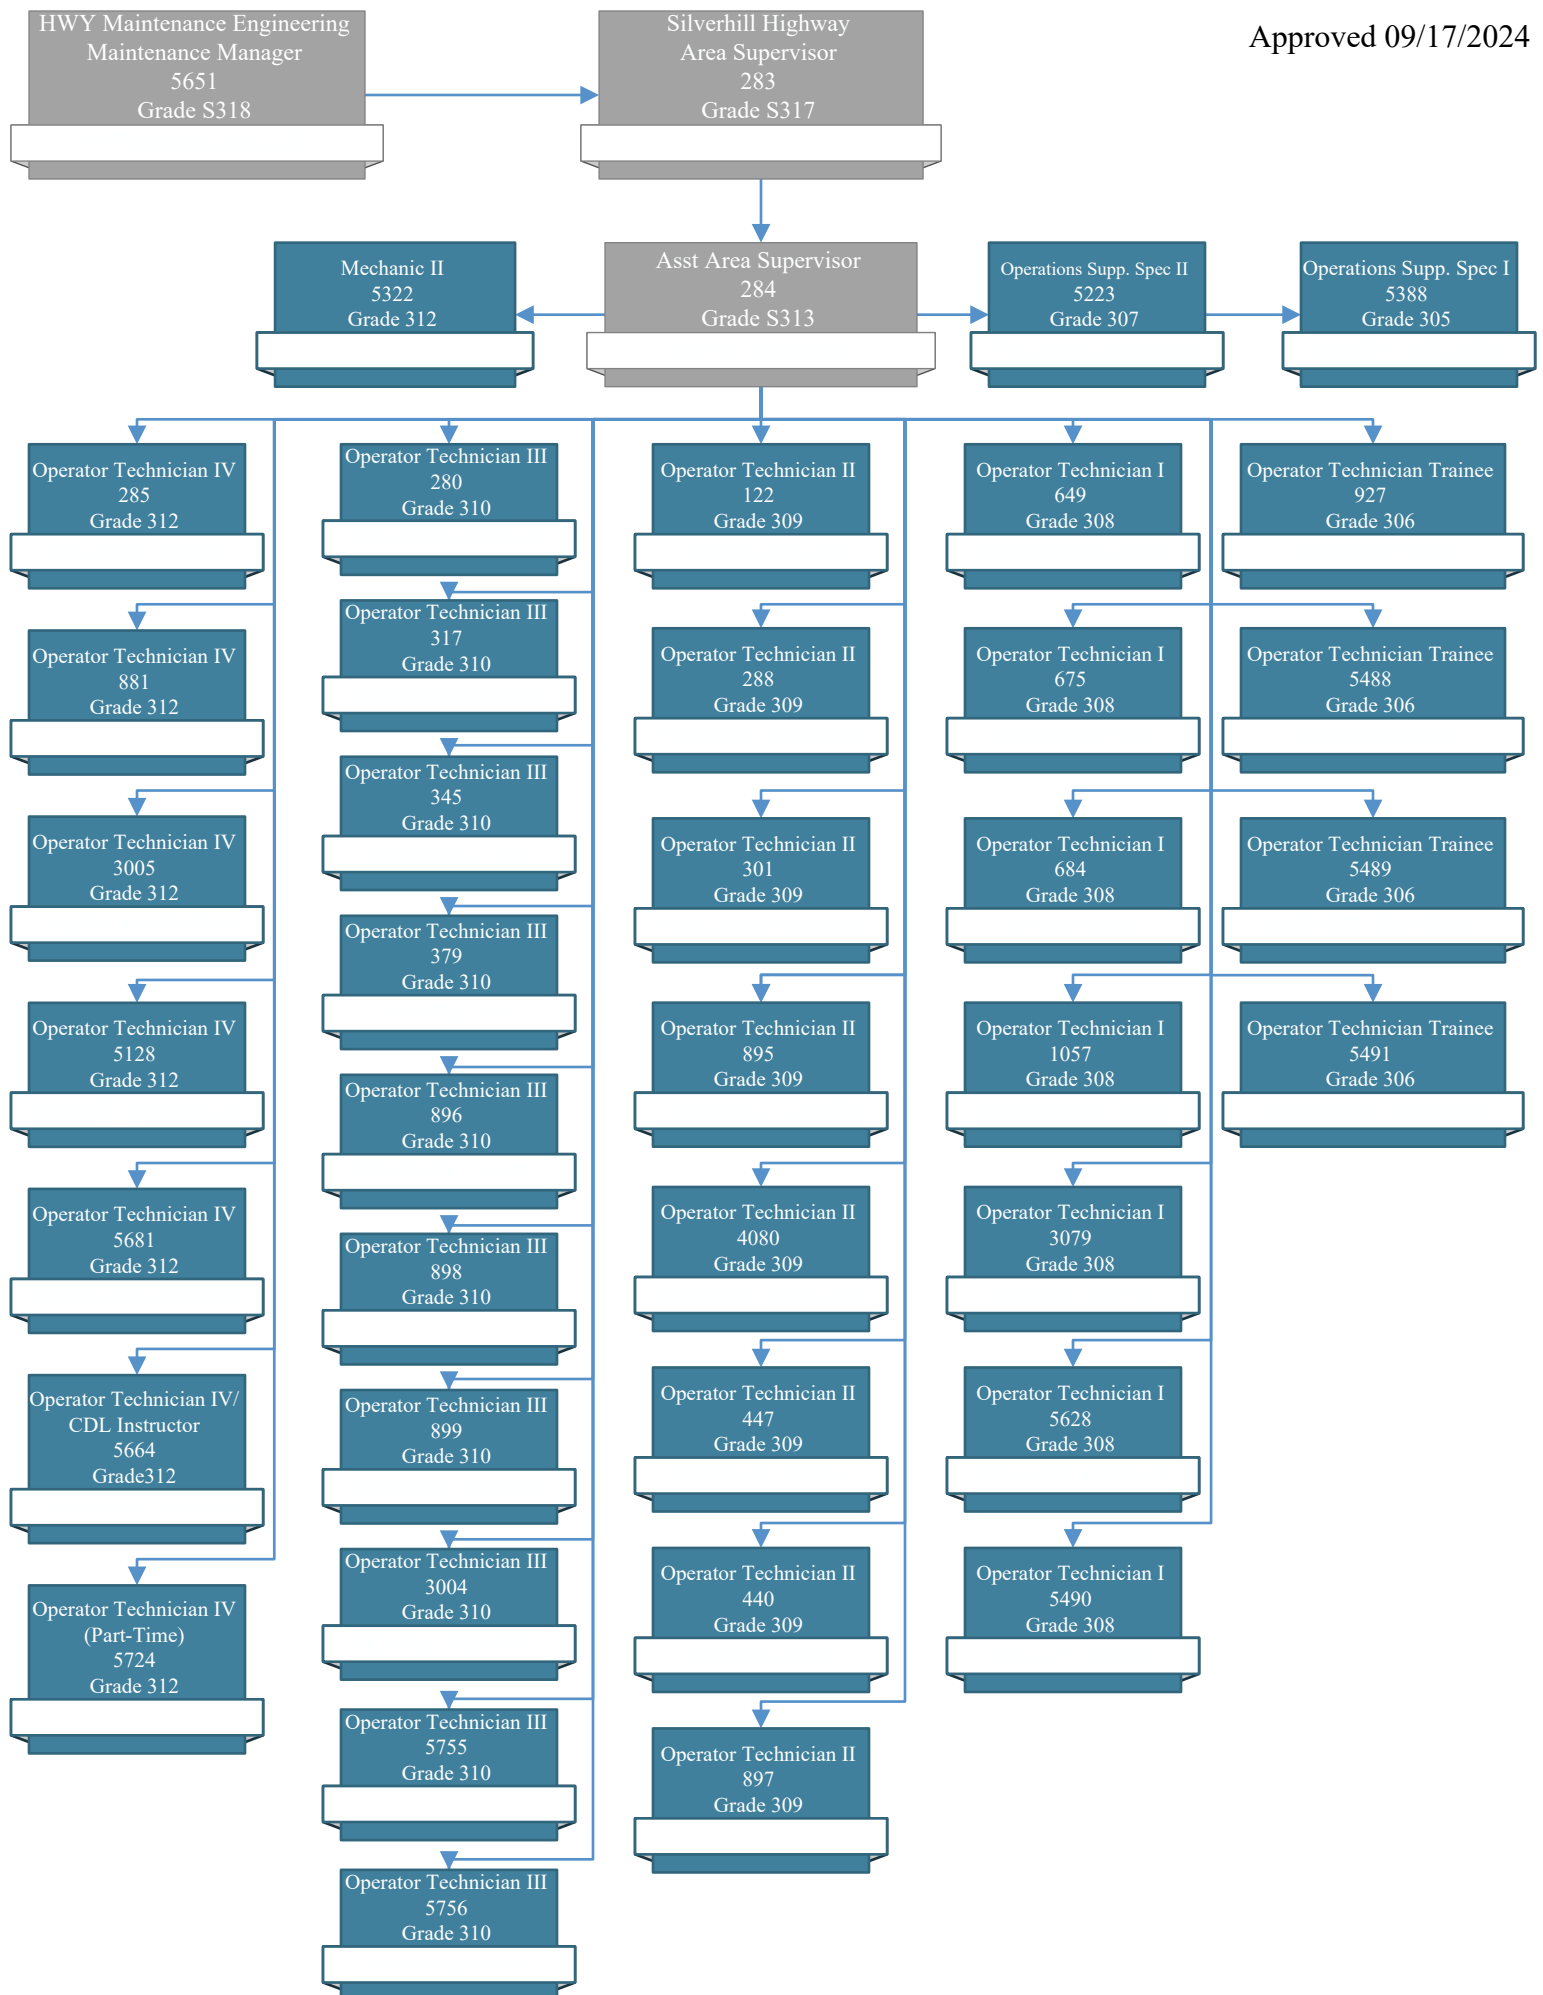 HWY Maintenance Engineering
Maintenance Manager
5651
Grade S318
Silverhill Highway
Area Supervisor
283
Grade S317
Approved 09/17/2024
Mechanic II
5322
Grade 312
Asst Area Supervisor
284
Grade S313
Operations Supp. Spec II
5223
Grade 307
Operations Supp. Spec I
5388
Grade 305
Operator Technician IV
285
Grade 312
Operator Technician IV
881
Grade 312
Operator Technician IV
3005
Grade 312
Operator Technician IV
5128
Grade 312
Operator Technician IV
5681
Grade 312
Operator Technician IV/
CDL Instructor
5664
Grade312
Operator Technician IV
(Part-Time)
5724
Grade 312
Operator Technician III
280
Grade 310
Operator Technician III
317
Grade 310
Operator Technician III
345
Grade 310
Operator Technician III
379
Grade 310
Operator Technician III
896
Grade 310
Operator Technician III
898
Grade 310
Operator Technician III
899
Grade 310
Operator Technician III
3004
Grade 310
Operator Technician III
5755
Grade 310
Operator Technician III
5756
Grade 310
Operator Technician II
122
Grade 309
Operator Technician II
288
Grade 309
Operator Technician II
301
Grade 309
Operator Technician II
895
Grade 309
Operator Technician II
4080
Grade 309
Operator Technician II
447
Grade 309
Operator Technician II
440
Grade 309
Operator Technician II
897
Grade 309
Operator Technician I
649
Grade 308
Operator Technician I
675
Grade 308
Operator Technician I
684
Grade 308
Operator Technician I
1057
Grade 308
Operator Technician I
3079
Grade 308
Operator Technician I
5628
Grade 308
Operator Technician I
5490
Grade 308
Operator Technician Trainee
927
Grade 306
Operator Technician Trainee
5488
Grade 306
Operator Technician Trainee
5489
Grade 306
Operator Technician Trainee
5491
Grade 306